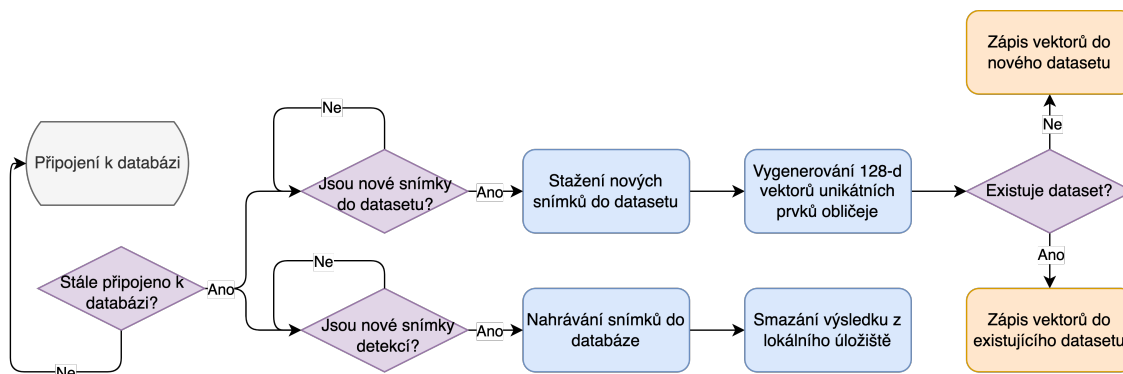 Zápis vektorů do
nového datasetu
Ne
Ne
Připojení k databázi
Jsou nové snímky
do datasetu?
Ano
Stažení nových
snímků do datasetu
Vygenerování 128-d
vektorů unikátních
prvků obličeje
Existuje dataset?
Ano
Stále připojeno k
databázi?
Ano
Ne
Jsou nové snímky
detekcí?
Ano
Nahrávání snímků do
databáze
Smazání výsledku z
lokálního úložiště
Zápis vektorů do
existujícího datasetu
Ne